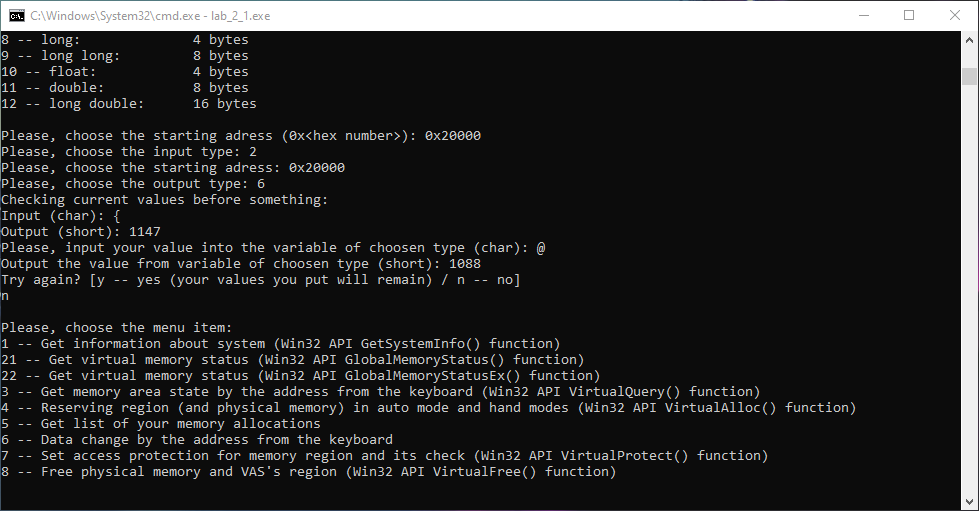 C:\Windows\System32\cmd.exe - lab_2_1.exe
8 -- long: 4 bytes
9 -- long long: 8 bytes
10 -- float: 4 bytes
11 -- double: 8 bytes
12 -- long double: 16 bytes
Please, choose the starting adress (0x<hex number>): 0x20000
Please, choose the input type: 2
Please, choose the starting adress: 0x20000
Please, choose the output type: 6
Checking current values before something:
Input (char): {
Output (short): 1147
Please, input your value into the variable of choosen type (char): @
Output the value from variable of choosen type (short): 1088
Try again? [y -- yes (your values you put will remain) / n -- no]
n
Please, choose the menu item:
1 -- Get information about system (Win32 API GetSystemInfo() function)
21 -- Get virtual memory status (Win32 API GlobalMemoryStatus() function)
22 -- Get virtual memory status (Win32 API GlobalMemoryStatusEx() function)
3 -- Get memory area state by the address from the keyboard (Win32 API VirtualQuery() function)
4 -- Reserving region (and physical memory) in auto mode and hand modes (Win32 API VirtualAlloc() function)
5 -- Get list of your memory allocations
6 -- Data change by the address from the keyboard
7 -- Set access protection for memory region and its check (Win32 API VirtualProtect() function)
8 -- Free physical memory and VAS's region (Win32 API VirtualFree() function)